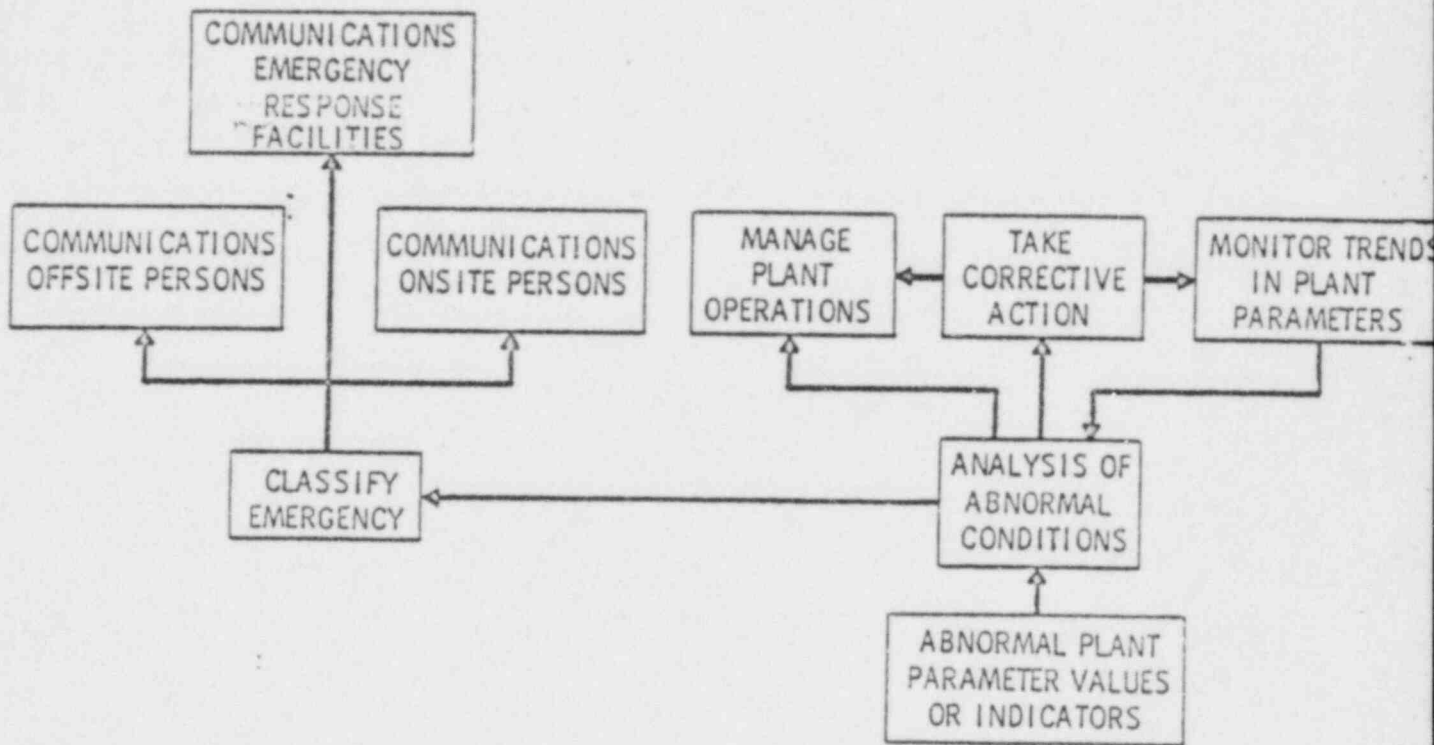 COMMUNICATIONS
EMERGENCY
RESPONSE
FACILITIES
COMMUNICATIONS
OFFSITE PERSONS
COMMUNICATIONS
ONSITE PERSONS
MANAGE
PLANT
OPERATIONS
TAKE
CORRECTIVE
ACTION
MONITOR TRENDS
IN PLANT
PARAMETERS
CLASSIFY
EMERGENCY
ANALYSIS OF
ABNORMAL
CONDITIONS
ABNORMAL PLANT
PARAMETER VALUES
OR INDICATORS